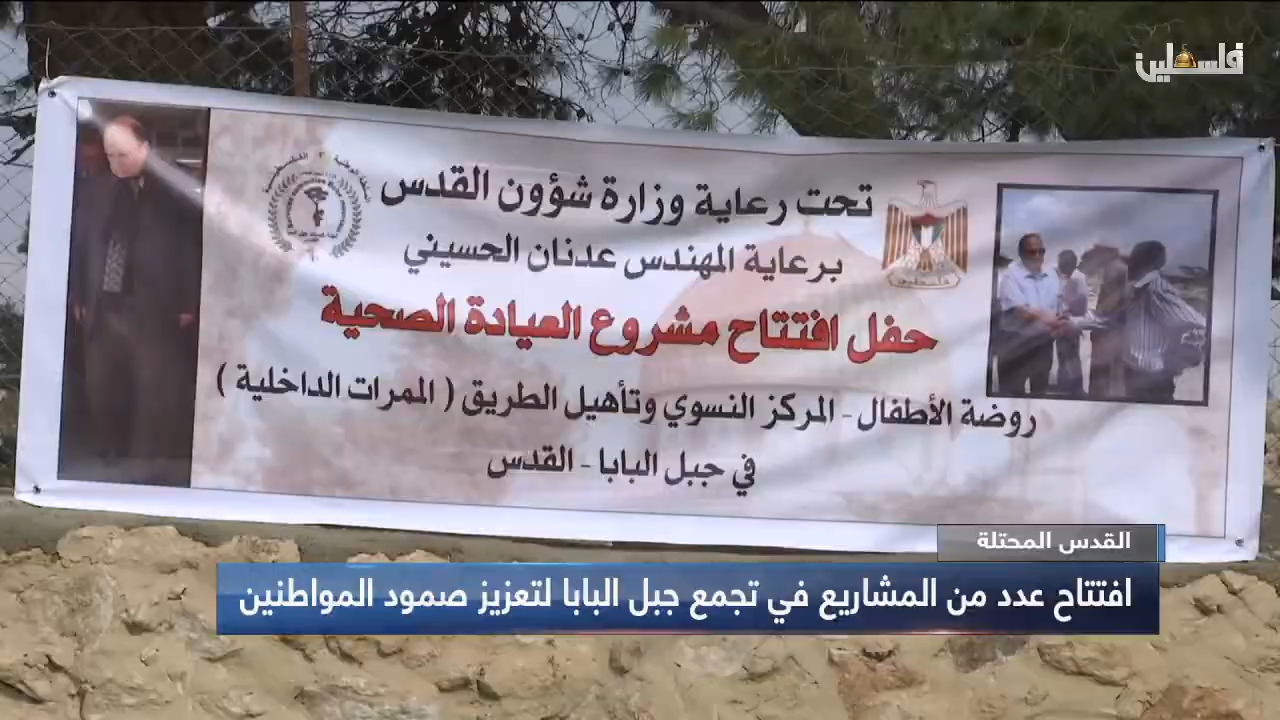 فلسطين
تحت رعاية وزارة شؤون القدس
برعاية المهندس عدنان الحسيني
حفل افتتاح مشروع العيادة الصحية
روضة الأطفال - المركز النسوي وتأهيل الطريق ( الممرات الداخلية )
في جبل البابا - القدس
فلسطين
القدس المحتلة
افتتاح عدد من المشاريع في تجمع جبل البابا لتعزيز صمود المواطنين